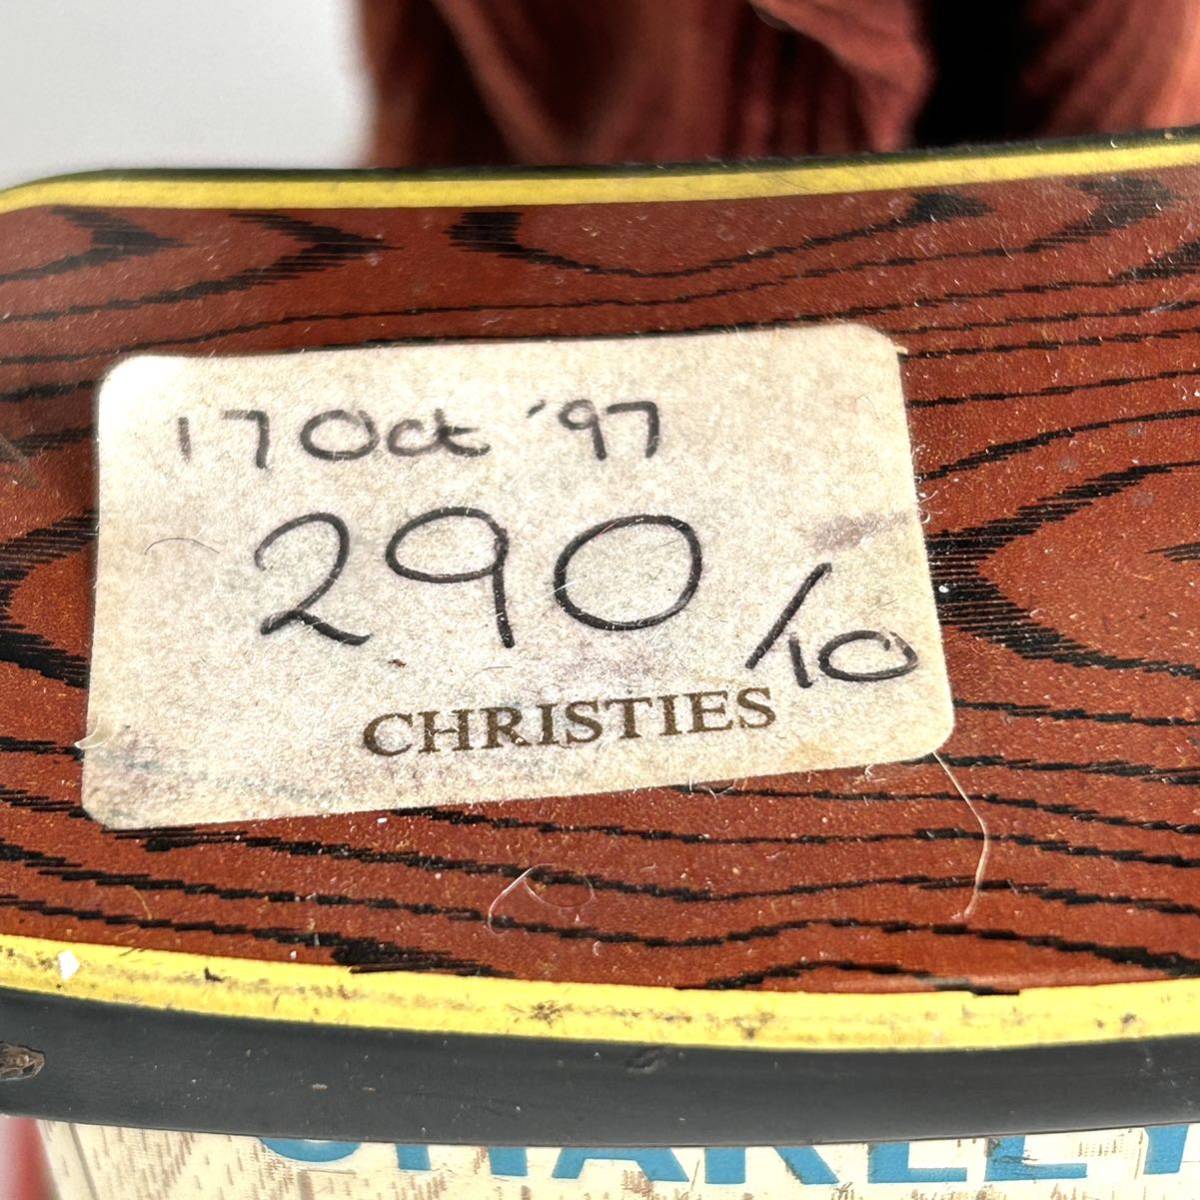 17 Oct '97
290/10
CHRISTIES